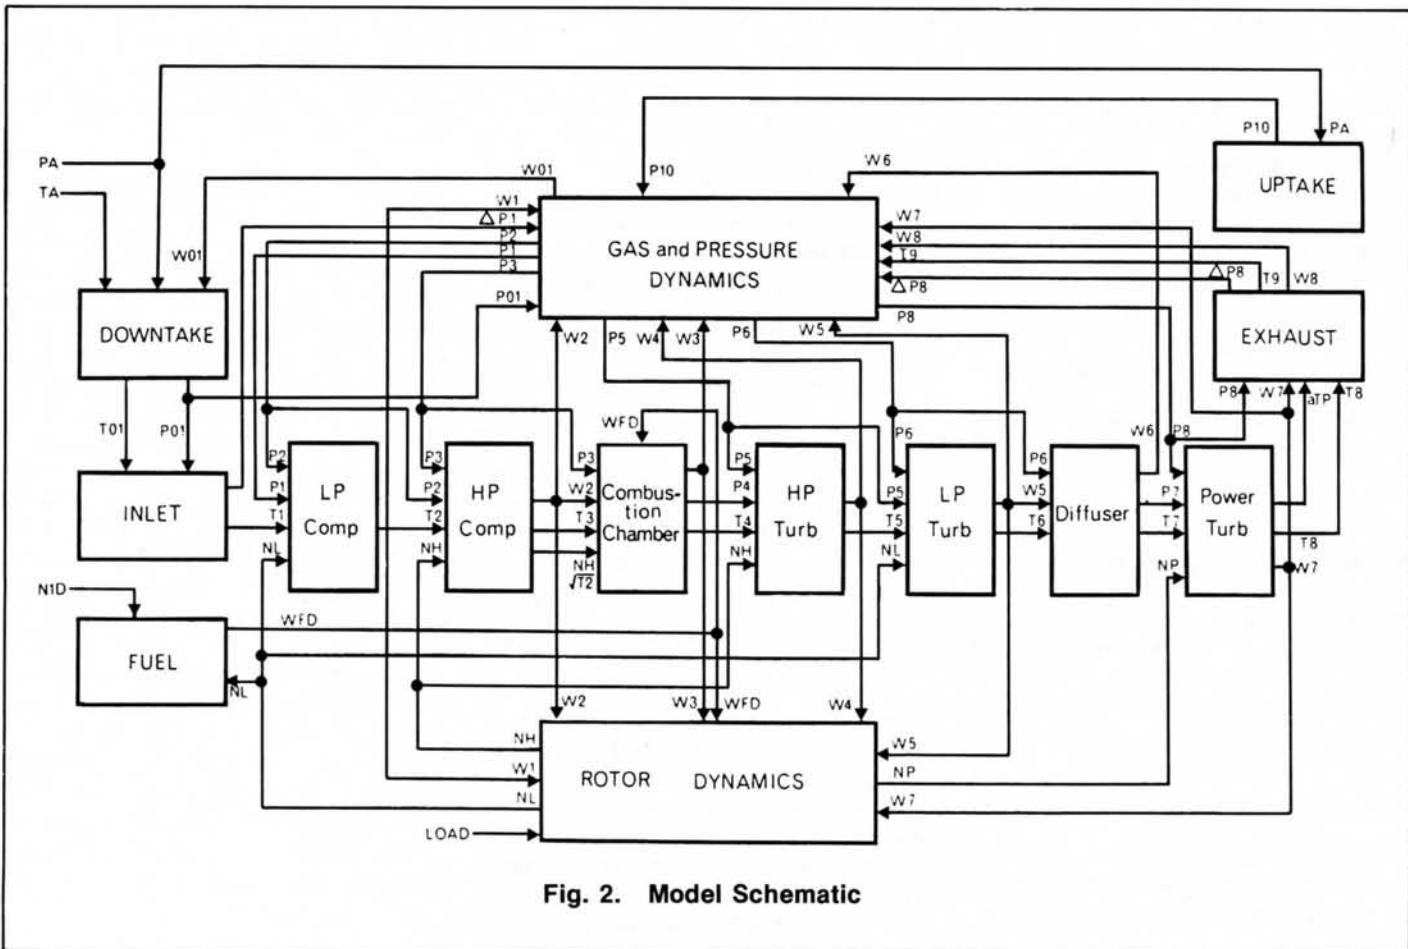 P10
PA
UPTAKE
PA
TA
W01
P10
W6
W1
△ P1
P2
P1
P3
P01
GAS and PRESSURE
DYNAMICS
W7
W8
T9
△ P8
P8
△ P8
T9
W8
W01
DOWNTAKE
EXHAUST
W2
P5
W4
W3
P6
W5
P8
W7
aTP
T8
T01
P01
INLET
P2
P1
T1
NL
LP
Comp
P3
P2
T2
NH
HP
Comp
WFD
P3
W2
T3
NH
√T2
Combus-
tion
Chamber
P5
P4
T4
NH
HP
Turb
P6
P5
T5
NL
LP
Turb
P6
W5
T6
Diffuser
W6
P8
P7
T7
NP
Power
Turb
T8
W7
N1D
FUEL
WFD
NL
W2
W3
WFD
W4
NH
W1
NL
LOAD
ROTOR DYNAMICS
W5
NP
W7
Fig. 2. Model Schematic